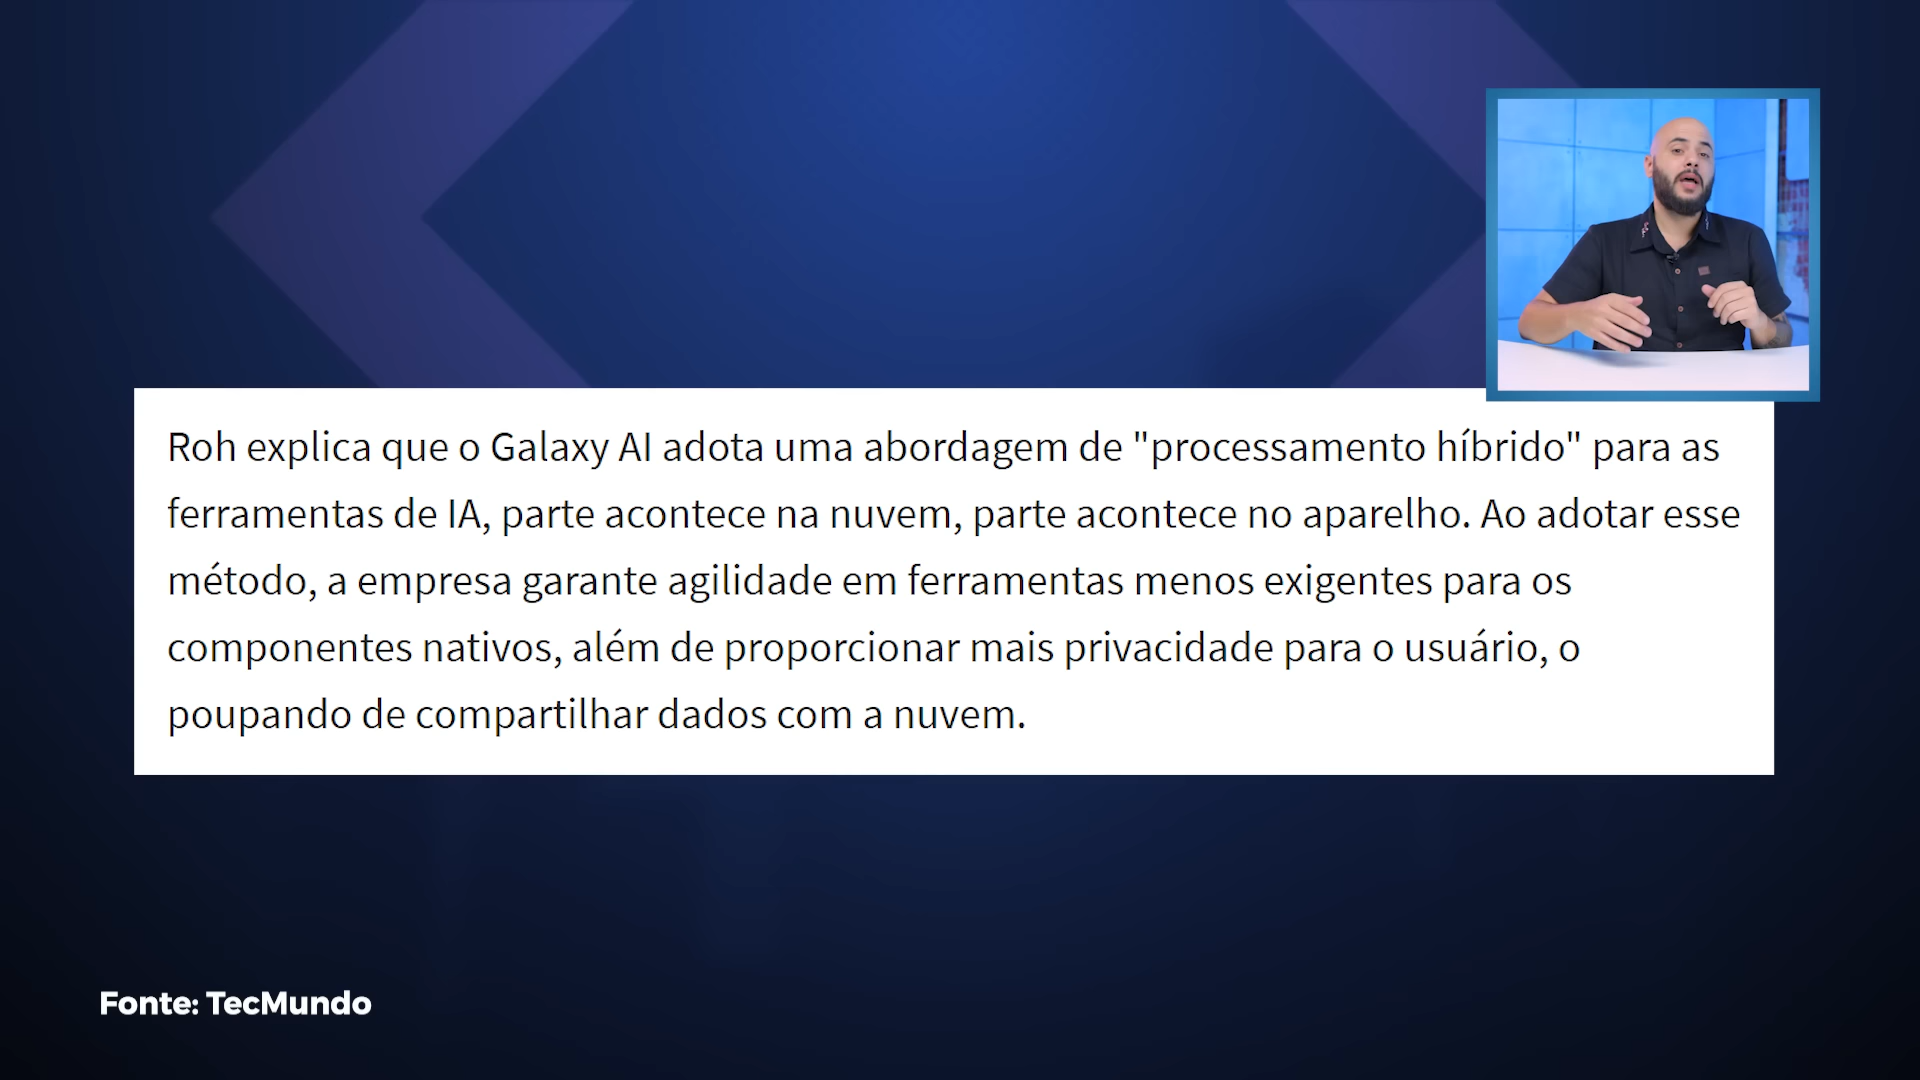 Roh explica que o Galaxy AI adota uma abordagem de "processamento híbrido" para as
ferramentas de IA, parte acontece na nuvem, parte acontece no aparelho. Ao adotar esse
método, a empresa garante agilidade em ferramentas menos exigentes para os
componentes nativos, além de proporcionar mais privacidade para o usuário, o
poupando de compartilhar dados com a nuvem.
Fonte: TecMundo